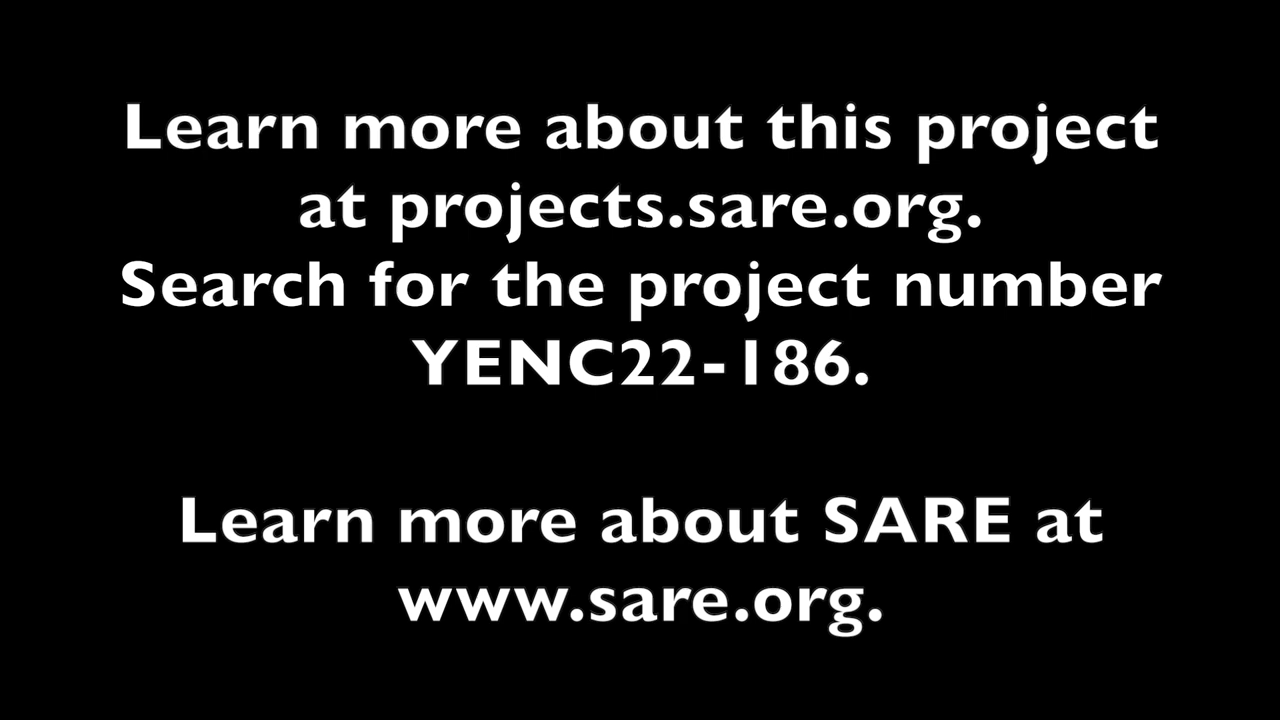 Learn more about this project
at projects.sare.org.
Search for the project number
YENC22-186.
Learn more about SARE at
www.sare.org.